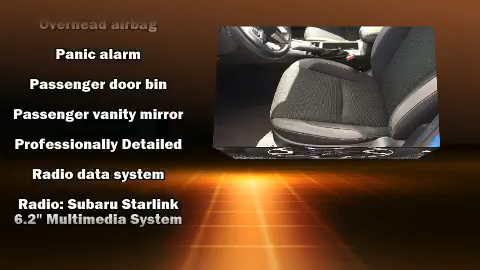 Overhead airbag
Panic alarm
Passenger door bin
Passenger vanity mirror
Professionally Detailed
Radio data system
Radio: Subaru Starlink
6.2" Multimedia System